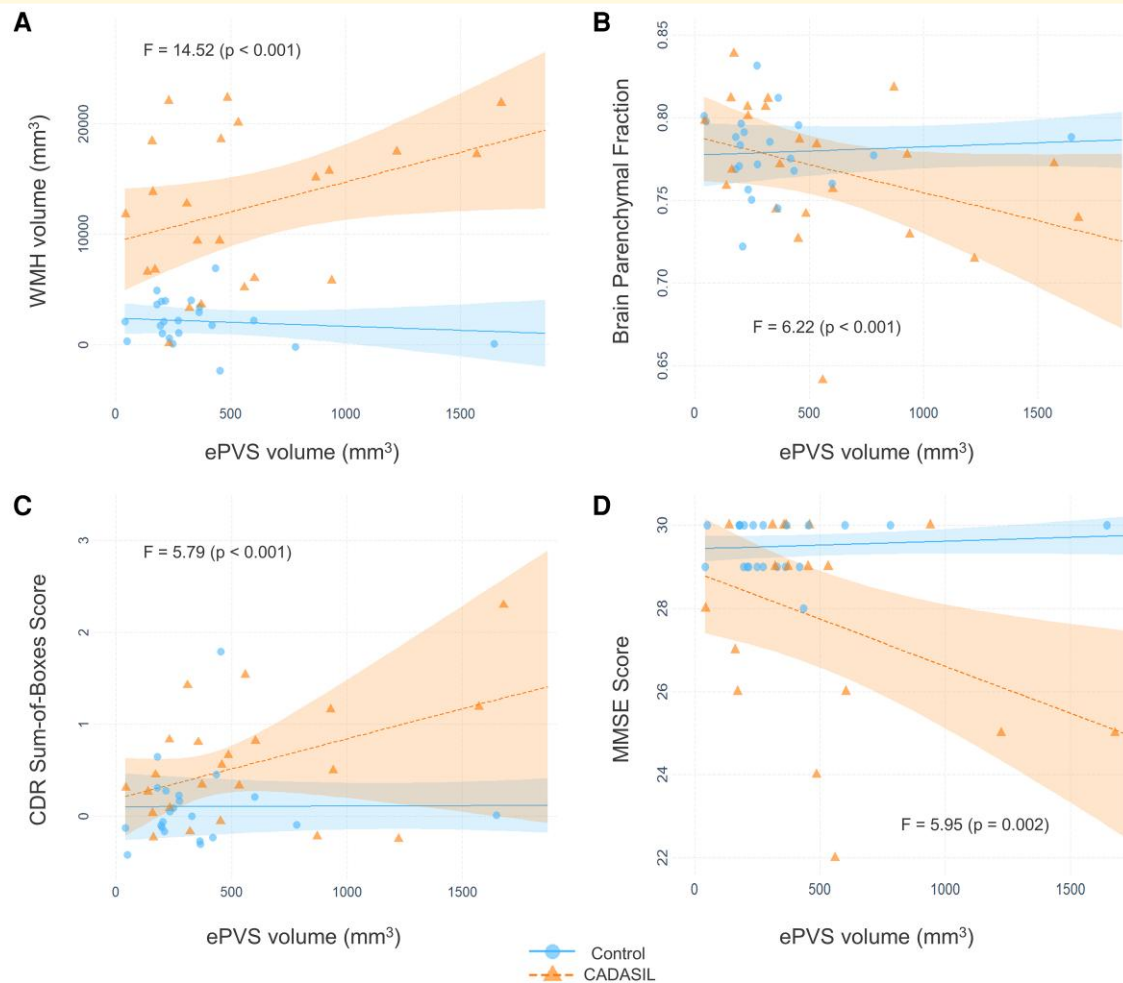 A
F = 14.52 (p < 0.001)
WMH volume (mm³)
20000
10000
0
0 500 1000 1500
ePVS volume (mm³)
B
Brain Parenchymal Fraction
0.85
0.80
0.75
0.70
0.65
F = 6.22 (p < 0.001)
0 500 1000 1500
ePVS volume (mm³)
C
F = 5.79 (p < 0.001)
CDR Sum-of-Boxes Score
3
2
1
0
0 500 1000 1500
ePVS volume (mm³)
D
MMSE Score
30
28
26
24
22
F = 5.95 (p = 0.002)
0 500 1000 1500
ePVS volume (mm³)
Control
CADASIL